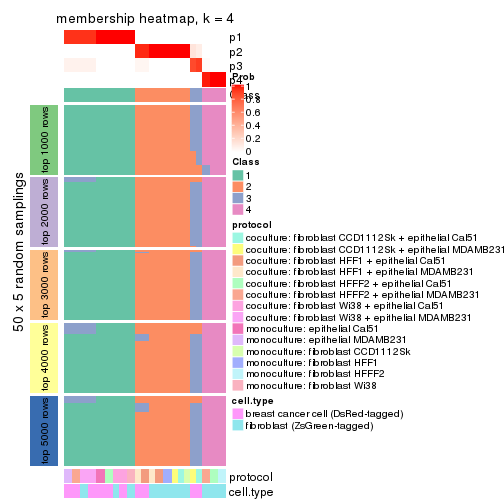 membership heatmap, k = 4
p1
p2
p3
p4
Prob
1
0.8
0.6
0.4
0.2
0
Class
Class
1
2
3
4
50 x 5 random samplings
top 1000 rows
top 2000 rows
top 3000 rows
top 4000 rows
top 5000 rows
protocol
coculture: fibroblast CCD1112Sk + epithelial Cal51
coculture: fibroblast CCD1112Sk + epithelial MDAMB231
coculture: fibroblast HFF1 + epithelial Cal51
coculture: fibroblast HFF1 + epithelial MDAMB231
coculture: fibroblast HFFF2 + epithelial Cal51
coculture: fibroblast HFFF2 + epithelial MDAMB231
coculture: fibroblast Wi38 + epithelial Cal51
coculture: fibroblast Wi38 + epithelial MDAMB231
monoculture: epithelial Cal51
monoculture: epithelial MDAMB231
monoculture: fibroblast CCD1112Sk
monoculture: fibroblast HFF1
monoculture: fibroblast HFFF2
monoculture: fibroblast Wi38
cell.type
breast cancer cell (DsRed-tagged)
fibroblast (ZsGreen-tagged)
protocol
cell.type